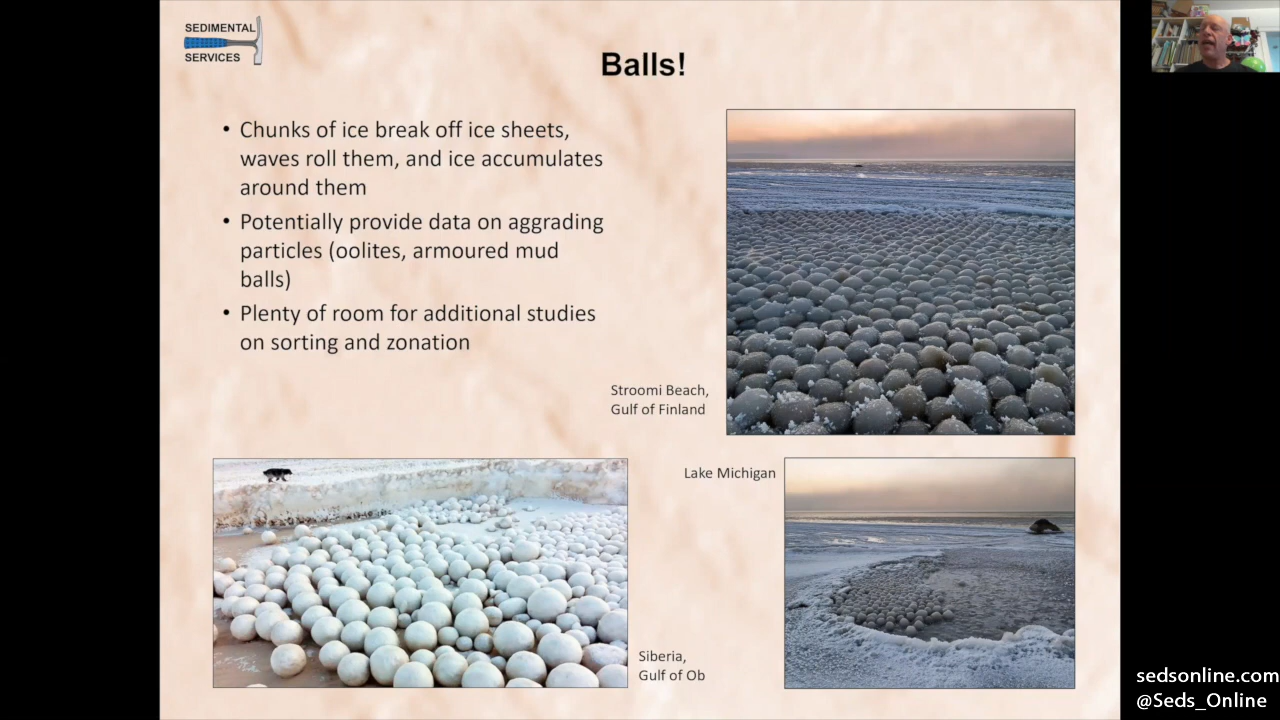 SEDIMENTAL
SERVICES
Balls!
• Chunks of ice break off ice sheets,
waves roll them, and ice accumulates
around them
• Potentially provide data on aggrading
particles (oolites, armoured mud
balls)
• Plenty of room for additional studies
on sorting and zonation
Stroomi Beach,
Gulf of Finland
Lake Michigan
Siberia,
Gulf of Ob
sedsonline.com
@Seds_Online